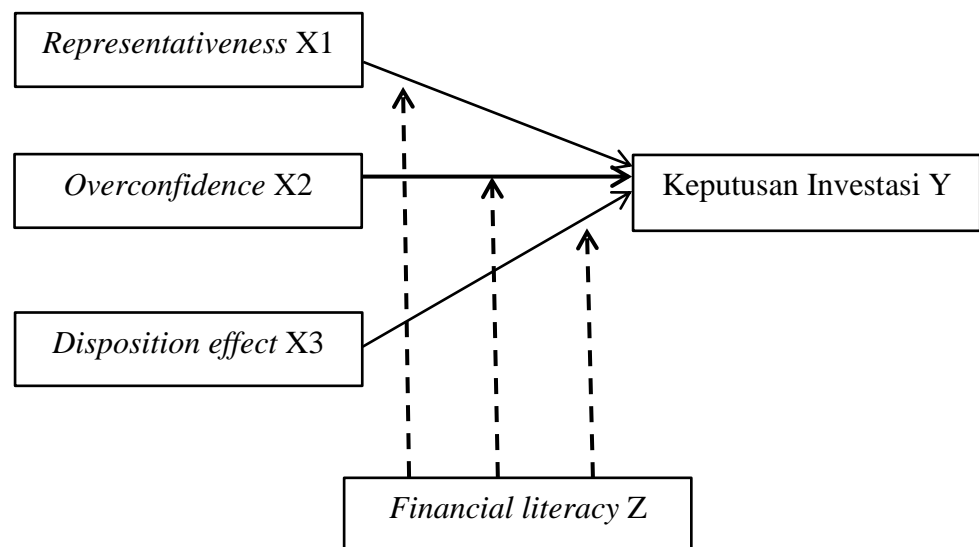 Representativeness X1
Overconfidence X2
Keputusan Investasi Y
Disposition effect X3
Financial literacy Z